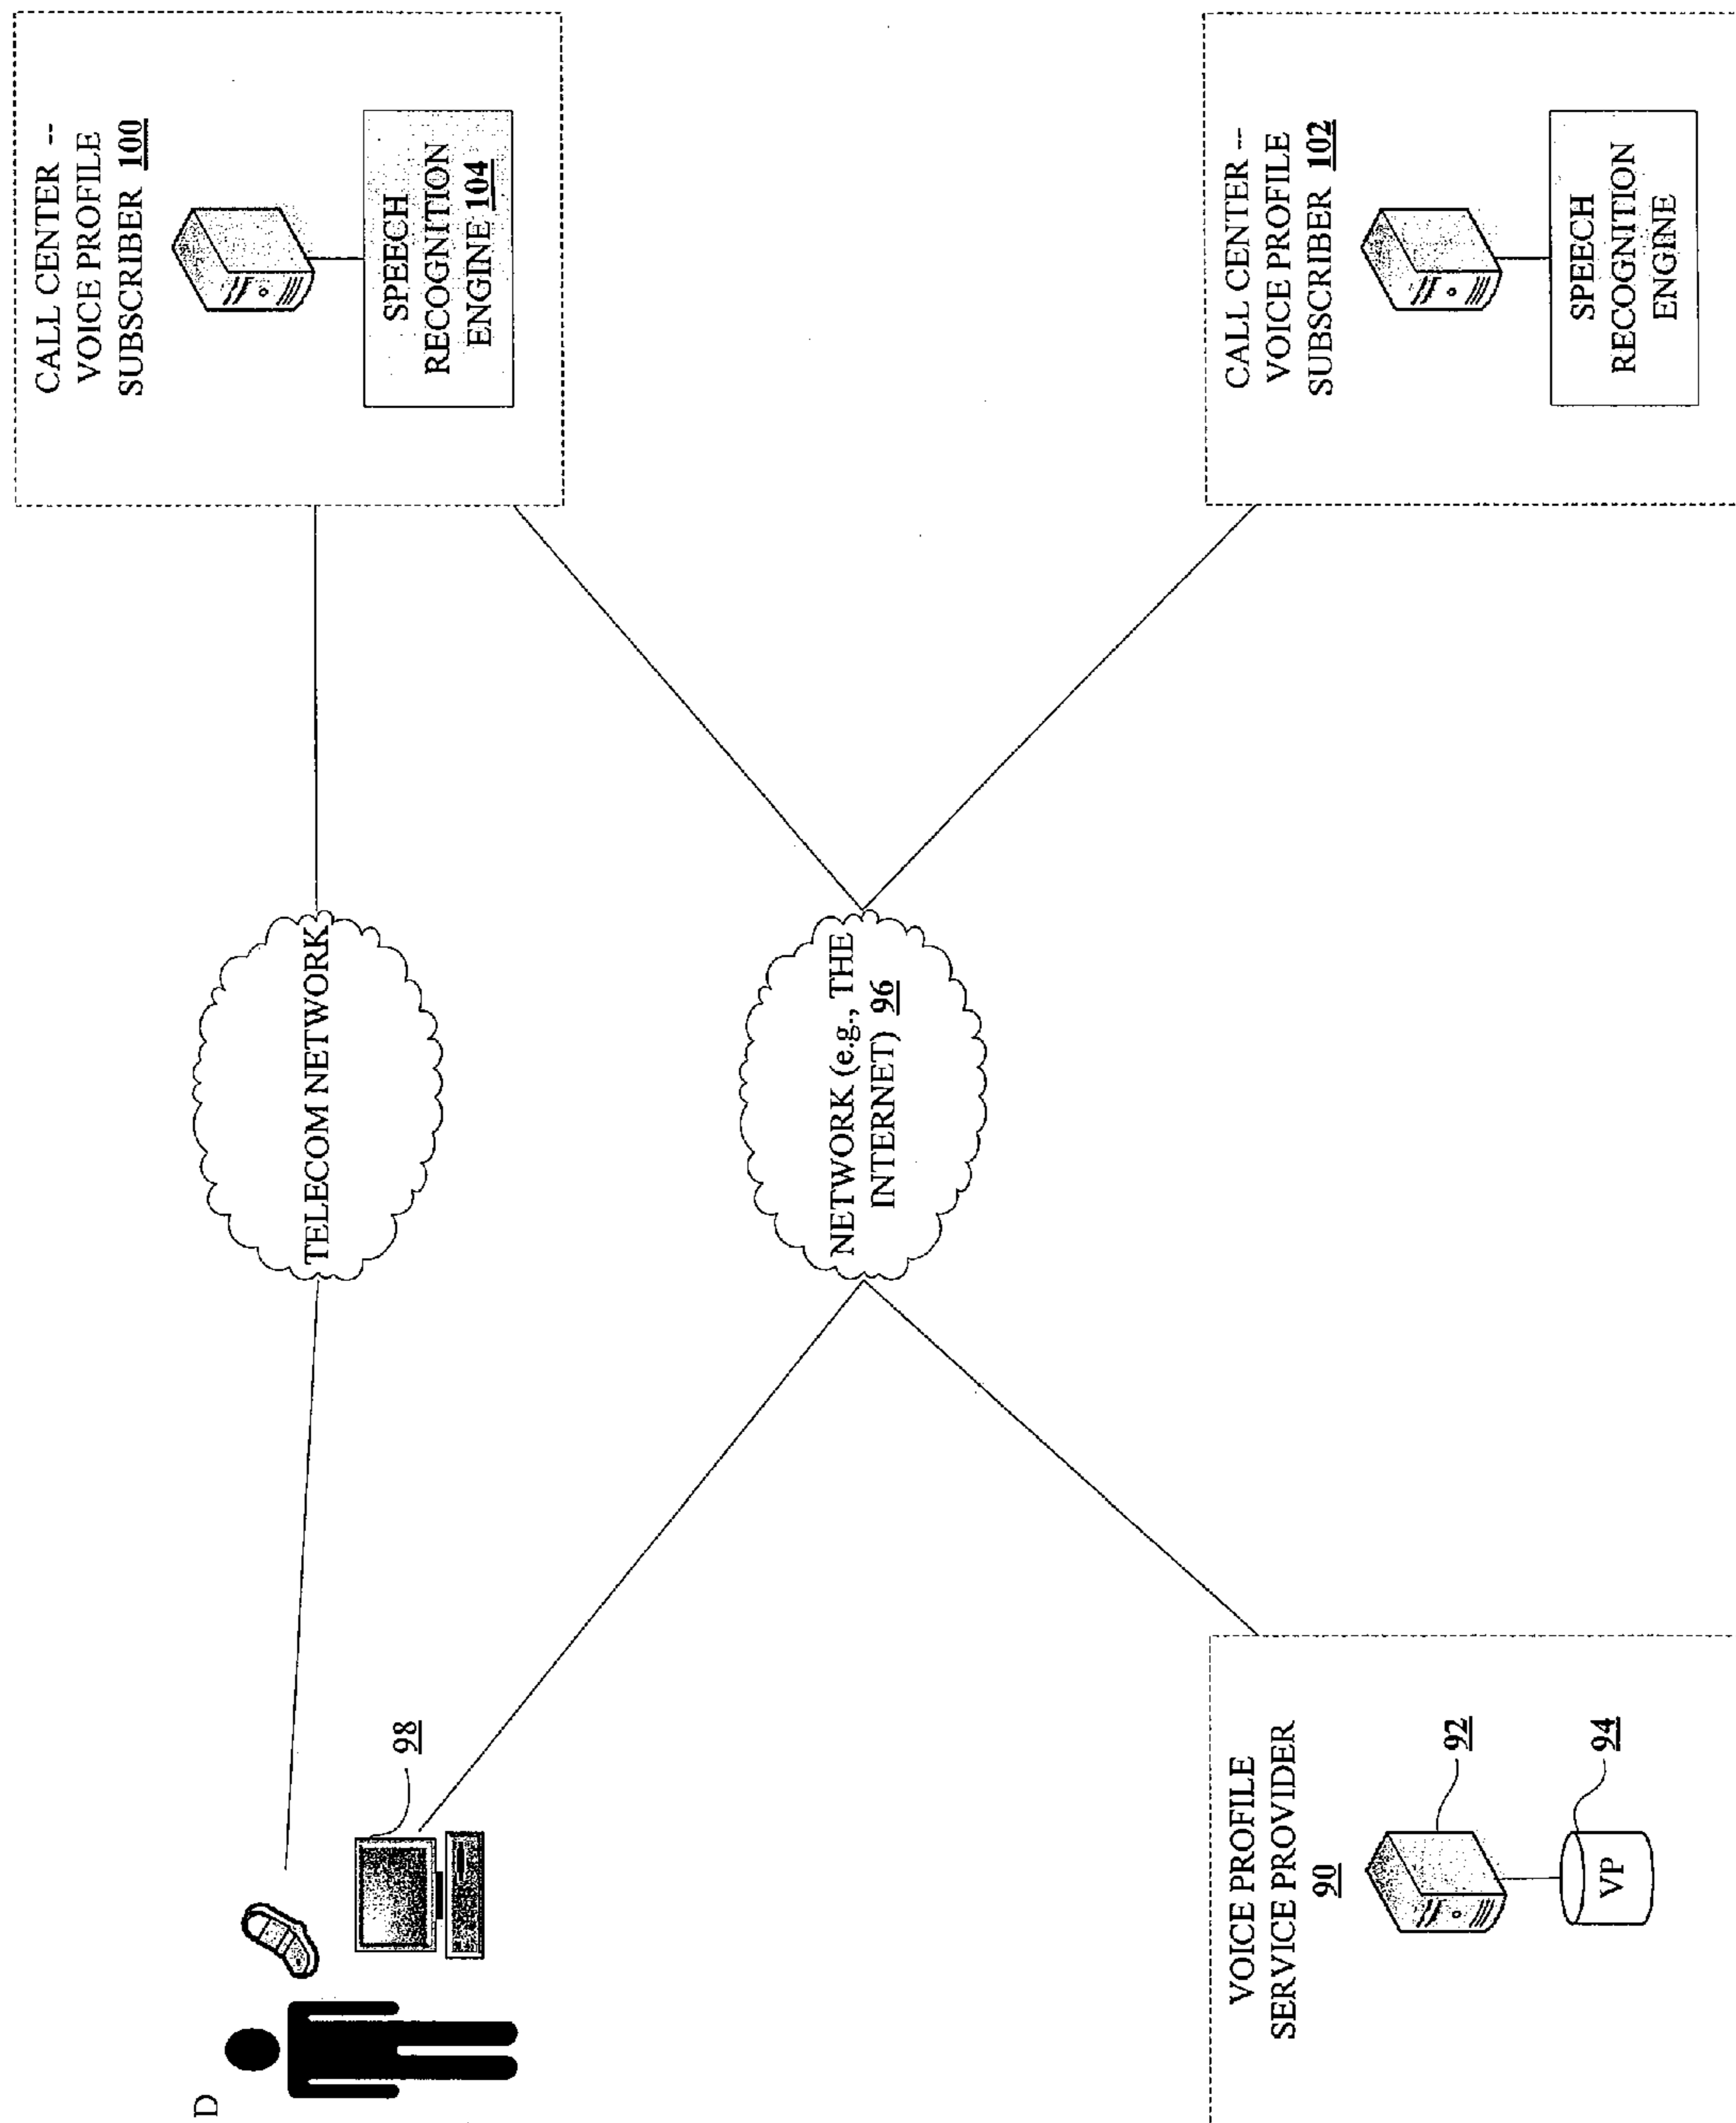 D
98
TELECOM NETWORK
CALL CENTER --
VOICE PROFILE
SUBSCRIBER 100
SPEECH
RECOGNITION
ENGINE 104
NETWORK (e.g., THE
INTERNET) 96
VOICE PROFILE
SERVICE PROVIDER
90
92
94
VP
CALL CENTER --
VOICE PROFILE
SUBSCRIBER 102
SPEECH
RECOGNITION
ENGINE